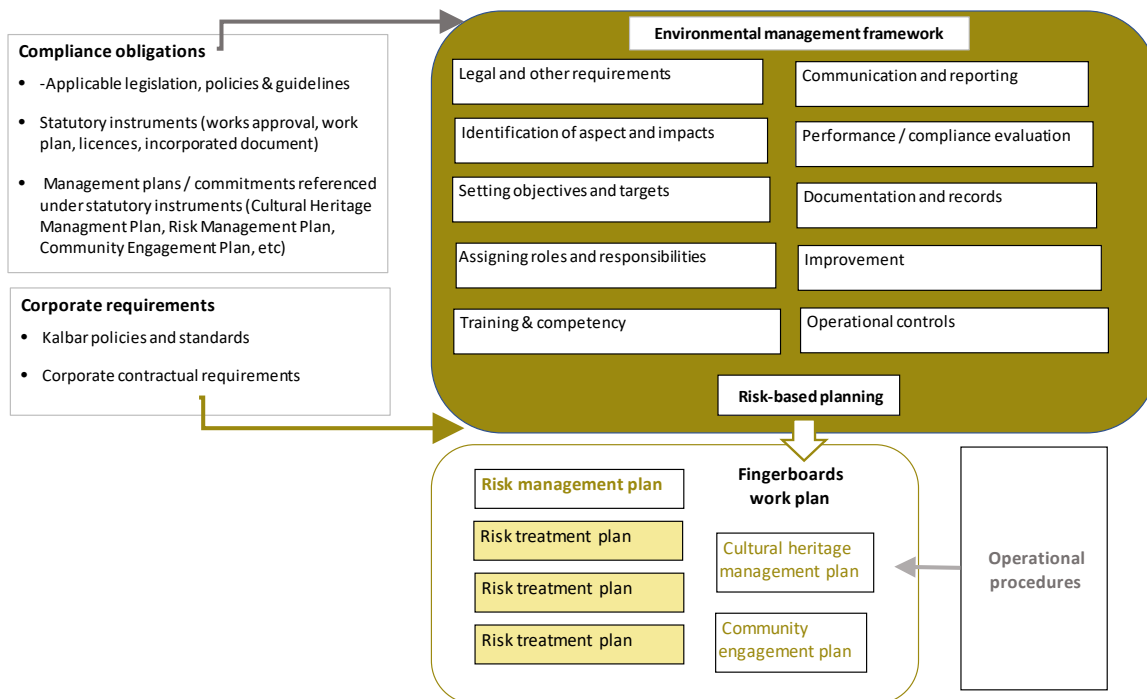 Compliance obligations
-Applicable legislation, policies & guidelines
Statutory instruments (works approval, work
plan, licences, incorporated document)
Management plans / commitments referenced
under statutory instruments (Cultural Heritage
Managment Plan, Risk Management Plan,
Community Engagement Plan, etc)
Corporate requirements
Kalbar policies and standards
Corporate contractual requirements
Environmental management framework
Legal and other requirements
Identification of aspect and impacts
Setting objectives and targets
Assigning roles and responsibilities
Training & competency
Communication and reporting
Performance / compliance evaluation
Documentation and records
Improvement
Operational controls
Risk-based planning
Risk management plan
Risk treatment plan
Risk treatment plan
Risk treatment plan
Fingerboards
work plan
Cultural heritage
management plan
Community
engagement plan
Operational
procedures